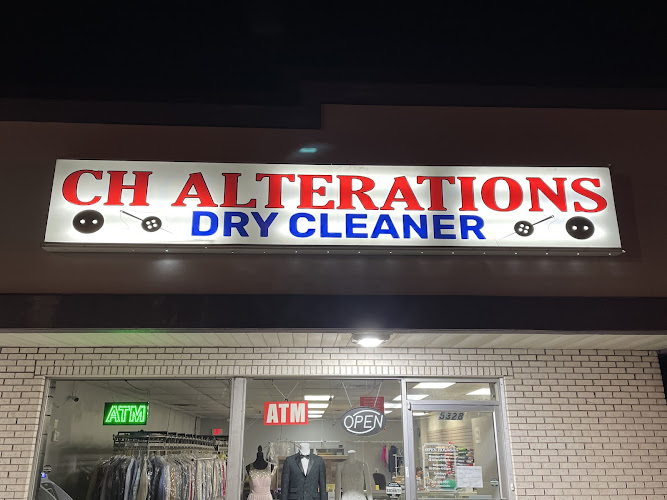 CH ALTERATIONS
DRY CLEANER
ATM
ATM
OPEN
5328